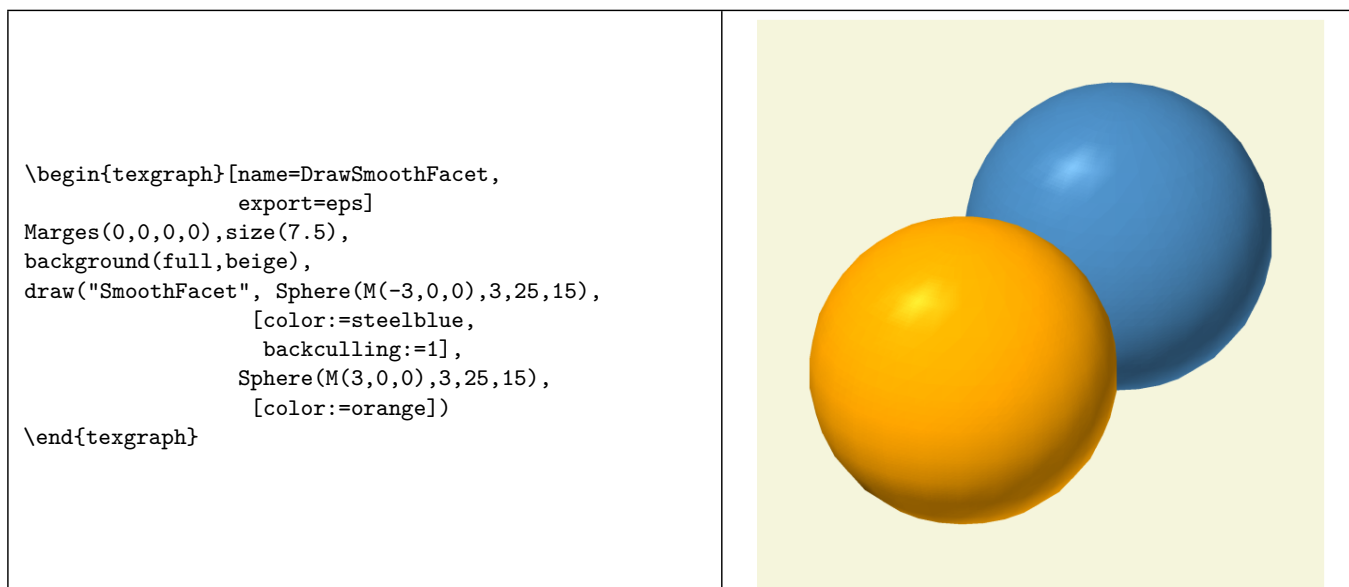 \begin{texgraph}[name=DrawSmoothFacet,
export=eps]
Marges(0,0,0,0),size(7.5),
background(full,beige),
draw("SmoothFacet", Sphere(M(-3,0,0),3,25,15),
[color:=steelblue,
backculling:=1],
Sphere(M(3,0,0),3,25,15),
[color:=orange])
\end{texgraph}